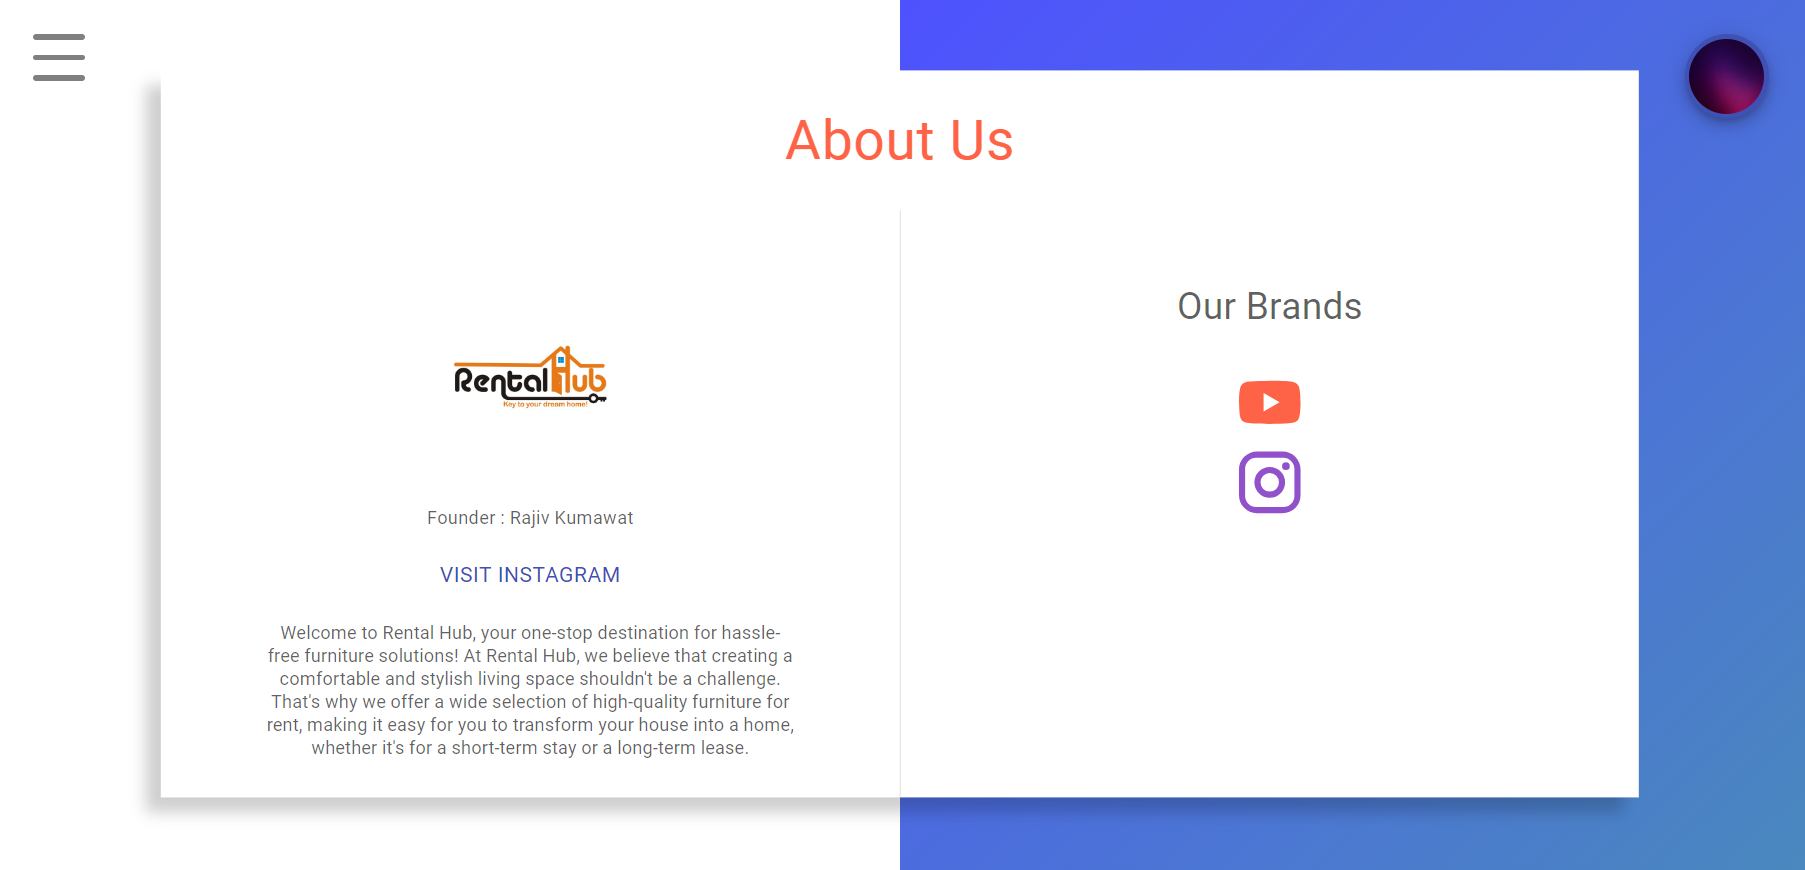 About Us
Rental Hub
Key to your dream home!
Founder : Rajiv Kumawat
VISIT INSTAGRAM
Welcome to Rental Hub, your one-stop destination for hassle-
free furniture solutions! At Rental Hub, we believe that creating a
comfortable and stylish living space shouldn't be a challenge.
That's why we offer a wide selection of high-quality furniture for
rent, making it easy for you to transform your house into a home,
whether it's for a short-term stay or a long-term lease.
Our Brands